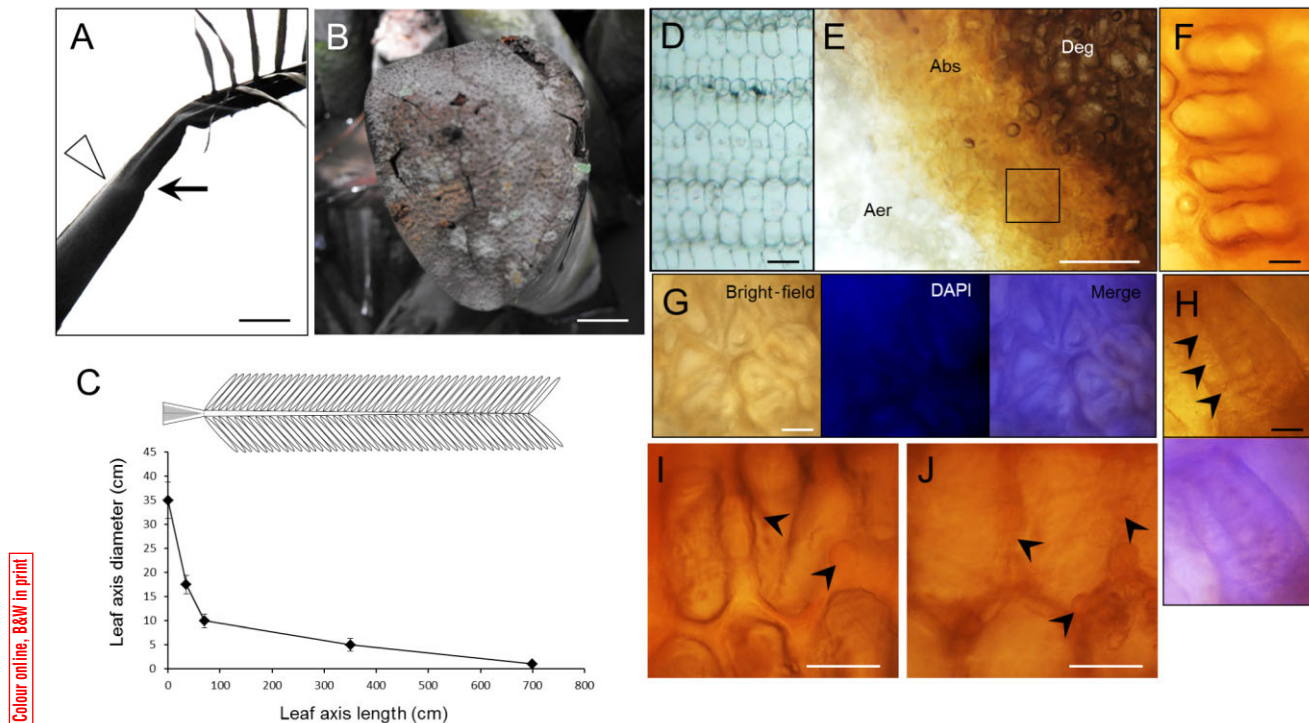 A
B
C
45
40
35
30
25
20
15
10
5
0
0 100 200 300 400 500 600 700 800
Leaf axis diameter (cm)
Leaf axis length (cm)
D
E
Abs
Deg
Aer
F
G
Bright-field
DAPI
Merge
H
I
J
Colour online, B&W in print